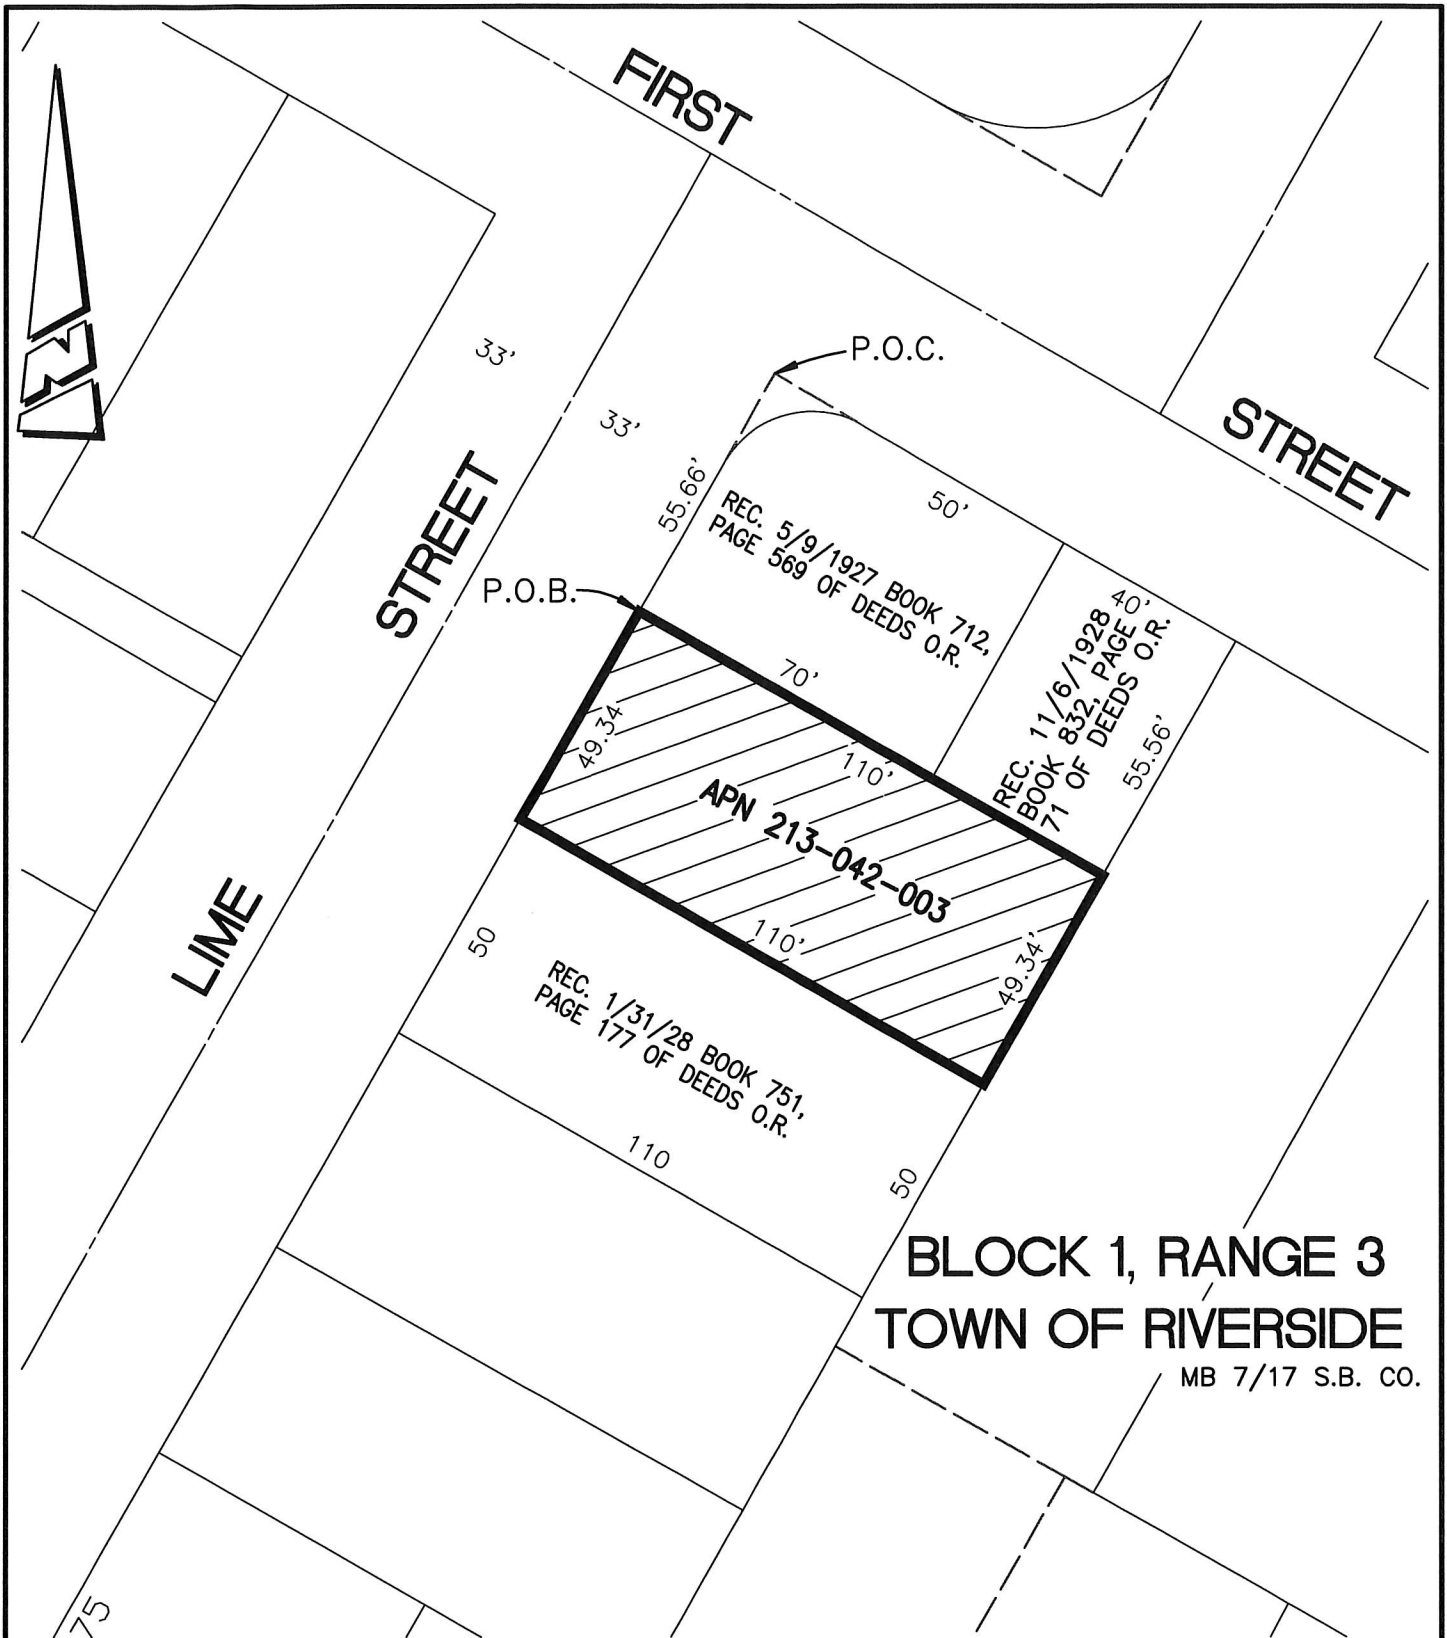 FIRST
STREET
N
33'
33'
P.O.C.
55.66'
50'
REC. 5/9/1927 BOOK 712,
PAGE 569 OF DEEDS O.R.
STREET
P.O.B.
40'
REC. 11/6/1928
BOOK 832, PAGE
71 OF DEEDS O.R.
55.56'
70'
49.34
110'
APN 213-042-003
110'
49.34'
LIME
50
REC. 1/31/28 BOOK 751,
PAGE 177 OF DEEDS O.R.
110
50
BLOCK 1, RANGE 3
TOWN OF RIVERSIDE
MB 7/17 S.B. CO.
75